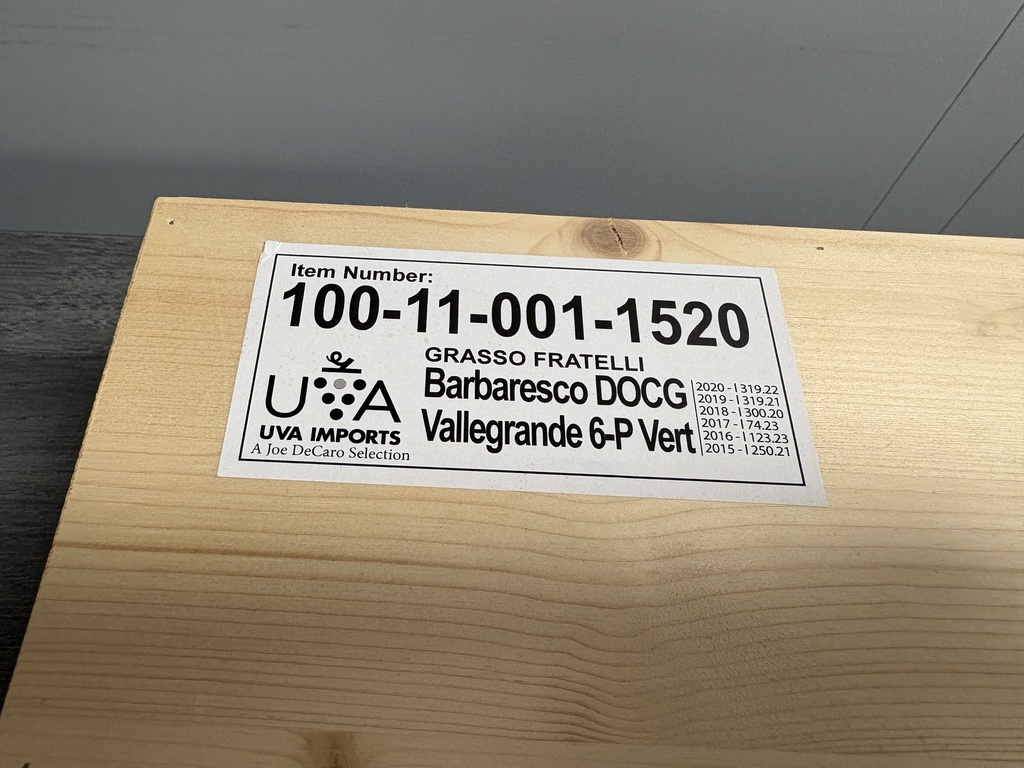 Item Number:
100-11-001-1520
GRASSO FRATELLI
Barbaresco DOCG
Vallegrande 6-P Vert
UVA
UVA IMPORTS
A Joe DeCaro Selection
2020 - l 319.22
2019 - l 319.21
2018 - l 300.20
2017 - l 74.23
2016 - l 123.23
2015 - l 250.21